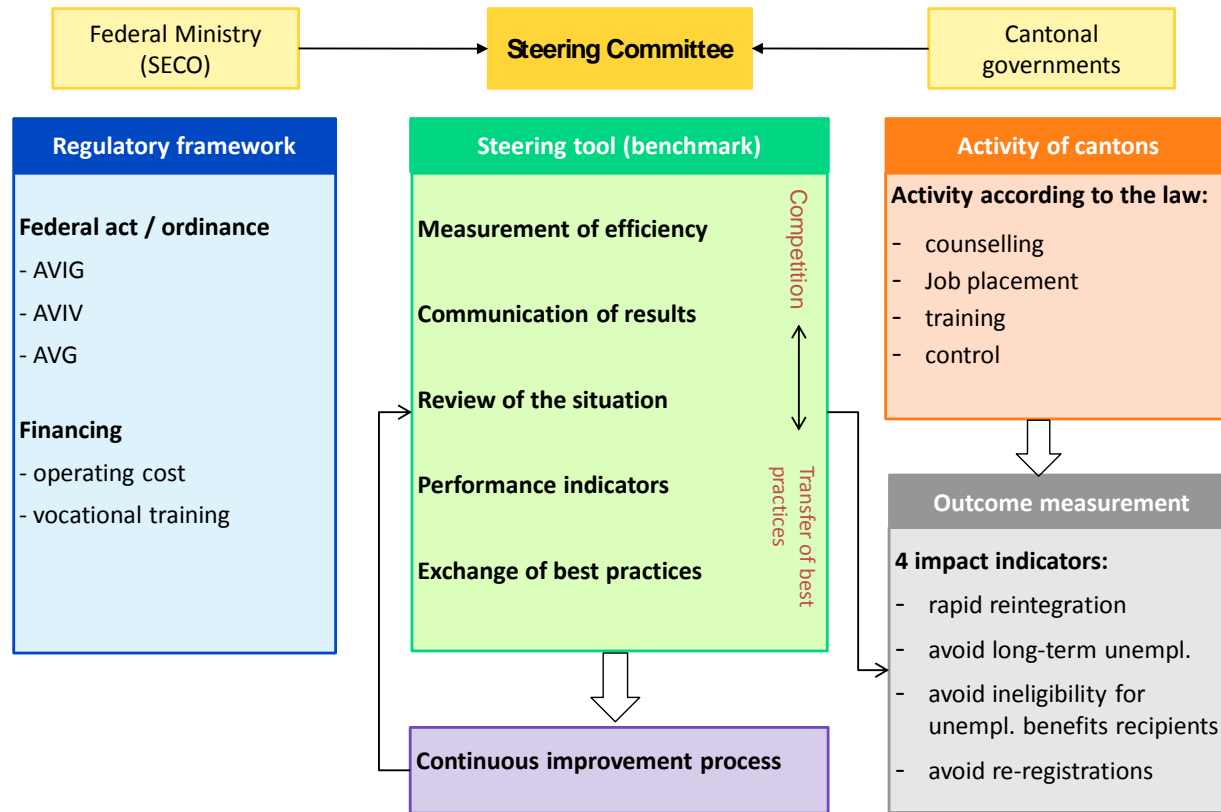 Federal Ministry
(SECO)
Steering Committee
Cantonal
governments
Regulatory framework
Federal act / ordinance
- AVIG
- AVIV
- AVG
Financing
- operating cost
- vocational training
Steering tool (benchmark)
Measurement of efficiency
Communication of results
Review of the situation
Performance indicators
Exchange of best practices
Competition
Transfer of best
practices
Continuous improvement process
Activity of cantons
Activity according to the law:
- counselling
- Job placement
- training
- control
Outcome measurement
4 impact indicators:
- rapid reintegration
- avoid long-term unempl.
- avoid ineligibility for
unempl. benefits recipients
- avoid re-registrations